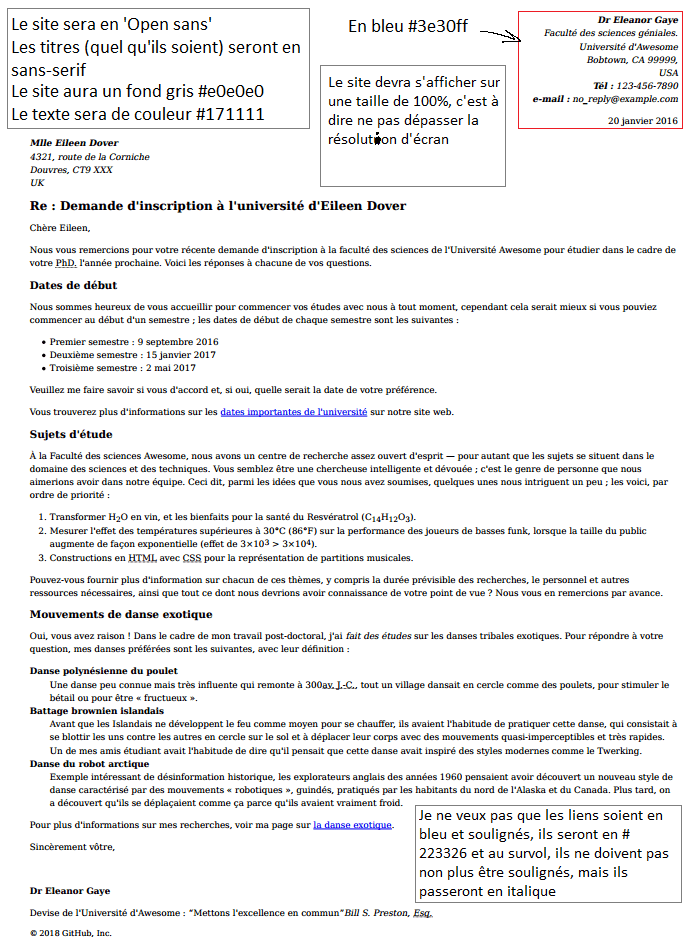 Le site sera en 'Open sans'
Les titres (quel qu'ils soient) seront en
sans-serif
Le site aura un fond gris #e0e0e0
Le texte sera de couleur #171111
En bleu #3e30ff
Le site devra s'afficher sur
une taille de 100%, c'est à
dire ne pas dépasser la
résolution d'écran
Dr Eleanor Gaye
Faculté des sciences géniales.
Université d'Awesome
Bobtown, CA 99999,
USA
Tél : 123-456-7890
e-mail : no_reply@example.com
20 janvier 2016
Mlle Eileen Dover
4321, route de la Corniche
Douvres, CT9 XXX
UK
Re : Demande d'inscription à l'université d'Eileen Dover
Chère Eileen,
Nous vous remercions pour votre récente demande d'inscription à la faculté des sciences de l'Université Awesome pour étudier dans le cadre de
votre PhD. l'année prochaine. Voici les réponses à chacune de vos questions.
Dates de début
Nous sommes heureux de vous accueillir pour commencer vos études avec nous à tout moment, cependant cela serait mieux si vous pouviez
commencer au début d'un semestre ; les dates de début de chaque semestre sont les suivantes :
• Premier semestre : 9 septembre 2016
• Deuxième semestre : 15 janvier 2017
• Troisième semestre : 2 mai 2017
Veuillez me faire savoir si vous d'accord et, si oui, quelle serait la date de votre préférence.
Vous trouverez plus d'informations sur les dates importantes de l'université sur notre site web.
Sujets d'étude
À la Faculté des sciences Awesome, nous avons un centre de recherche assez ouvert d'esprit — pour autant que les sujets se situent dans le
domaine des sciences et des techniques. Vous semblez être une chercheuse intelligente et dévouée ; c'est le genre de personne que nous
aimerions avoir dans notre équipe. Ceci dit, parmi les idées que vous nous avez soumises, quelques unes nous intriguent un peu ; les voici, par
ordre de priorité :
1. Transformer H₂O en vin, et les bienfaits pour la santé du Resvératrol (C₁₄H₁₂O₃).
2. Mesurer l'effet des températures supérieures à 30°C (86°F) sur la performance des joueurs de basses funk, lorsque la taille du public
augmente de façon exponentielle (effet de 3×10³ > 3×10⁴).
3. Constructions en HTML avec CSS pour la représentation de partitions musicales.
Pouvez-vous fournir plus d'information sur chacun de ces thèmes, y compris la durée prévisible des recherches, le personnel et autres
ressources nécessaires, ainsi que tout ce dont nous devrions avoir connaissance de votre point de vue ? Nous vous en remercions par avance.
Mouvements de danse exotique
Oui, vous avez raison ! Dans le cadre de mon travail post-doctoral, j'ai fait des études sur les danses tribales exotiques. Pour répondre à votre
question, mes danses préférées sont les suivantes, avec leur définition :
Danse polynésienne du poulet
Une danse peu connue mais très influente qui remonte à 300av. J.-C., tout un village dansait en cercle comme des poulets, pour stimuler le
bétail ou pour être « fructueux ».
Battage brownien islandais
Avant que les Islandais ne développent le feu comme moyen pour se chauffer, ils avaient l'habitude de pratiquer cette danse, qui consistait à
se blottir les uns contre les autres en cercle sur le sol et à déplacer leur corps avec des mouvements quasi-imperceptibles et très rapides.
Un de mes amis étudiant avait l'habitude de dire qu'il pensait que cette danse avait inspiré des styles modernes comme le Twerking.
Danse du robot arctique
Exemple intéressant de désinformation historique, les explorateurs anglais des années 1960 pensaient avoir découvert un nouveau style de
danse caractérisé par des mouvements « robotiques », guindés, pratiqués par les habitants du nord de l'Alaska et du Canada. Plus tard, on
a découvert qu'ils se déplaçaient comme ça parce qu'ils avaient vraiment froid.
Pour plus d'informations sur mes recherches, voir ma page sur la danse exotique.
Sincèrement vôtre,
Je ne veux pas que les liens soient en
bleu et soulignés, ils seront en #
223326 et au survol, ils ne doivent pas
non plus être soulignés, mais ils
passeront en italique
Dr Eleanor Gaye
Devise de l'Université d'Awesome : “Mettons l'excellence en commun”Bill S. Preston, Esq.
© 2018 GitHub, Inc.